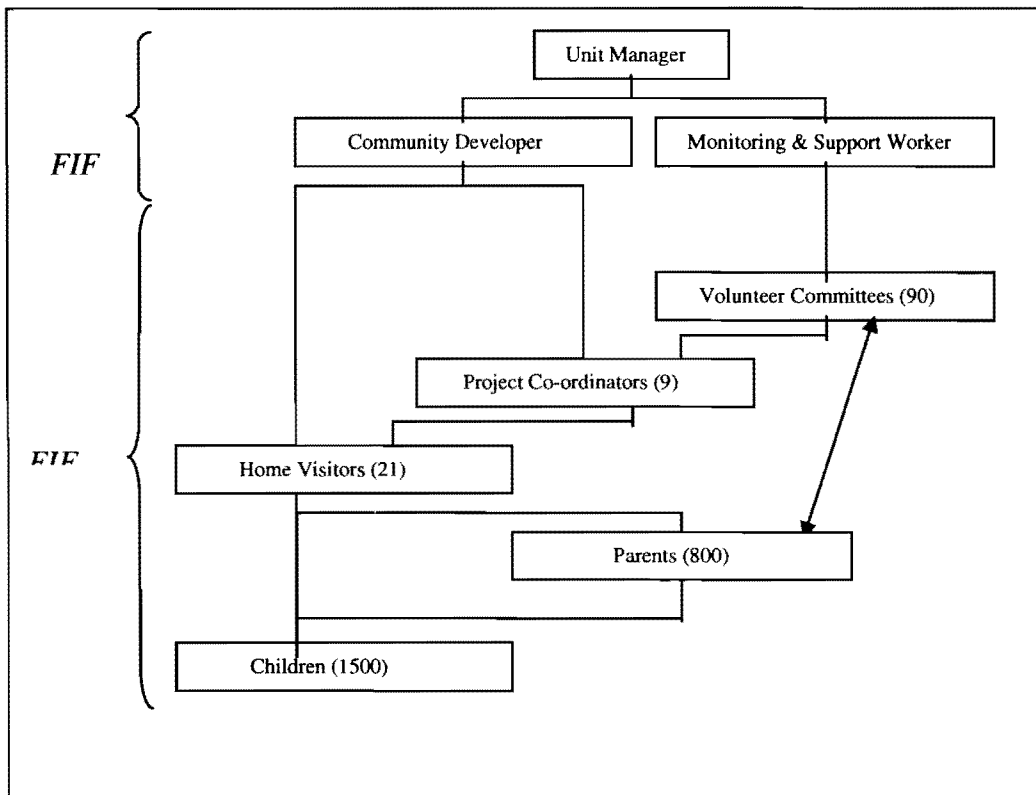 Unit Manager
Community Developer
Monitoring & Support Worker
FIF
Volunteer Committees (90)
Project Co-ordinators (9)
Home Visitors (21)
Parents (800)
Children (1500)